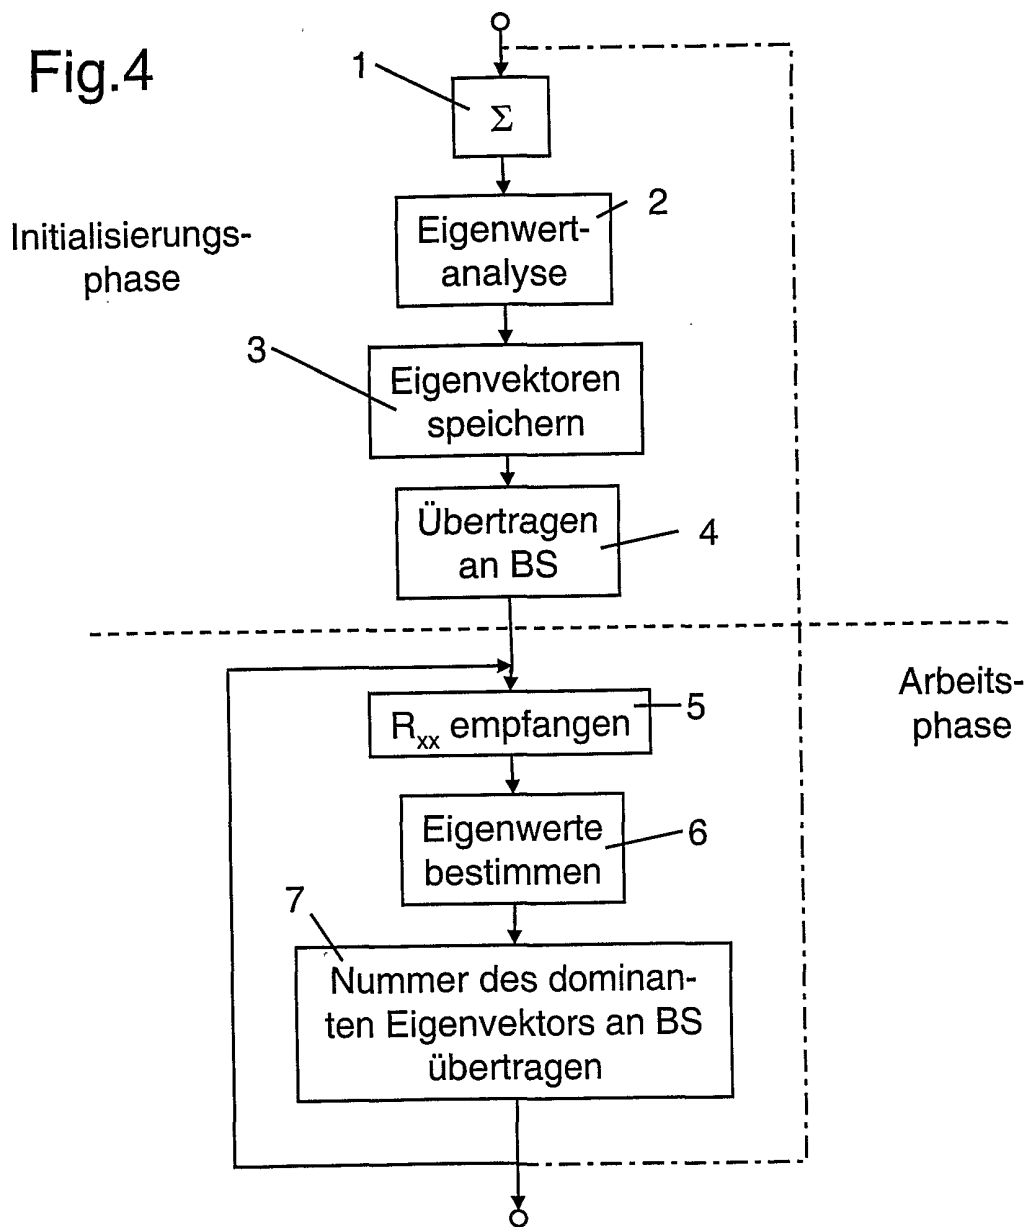 Fig.4
1
Σ
2
Eigenwert-
analyse
Initialisierungs-
phase
3
Eigenvektoren
speichern
Übertragen
an BS
4
Arbeits-
phase
R_xx empfangen
5
Eigenwerte
bestimmen
6
7
Nummer des dominan-
ten Eigenvektors an BS
übertragen